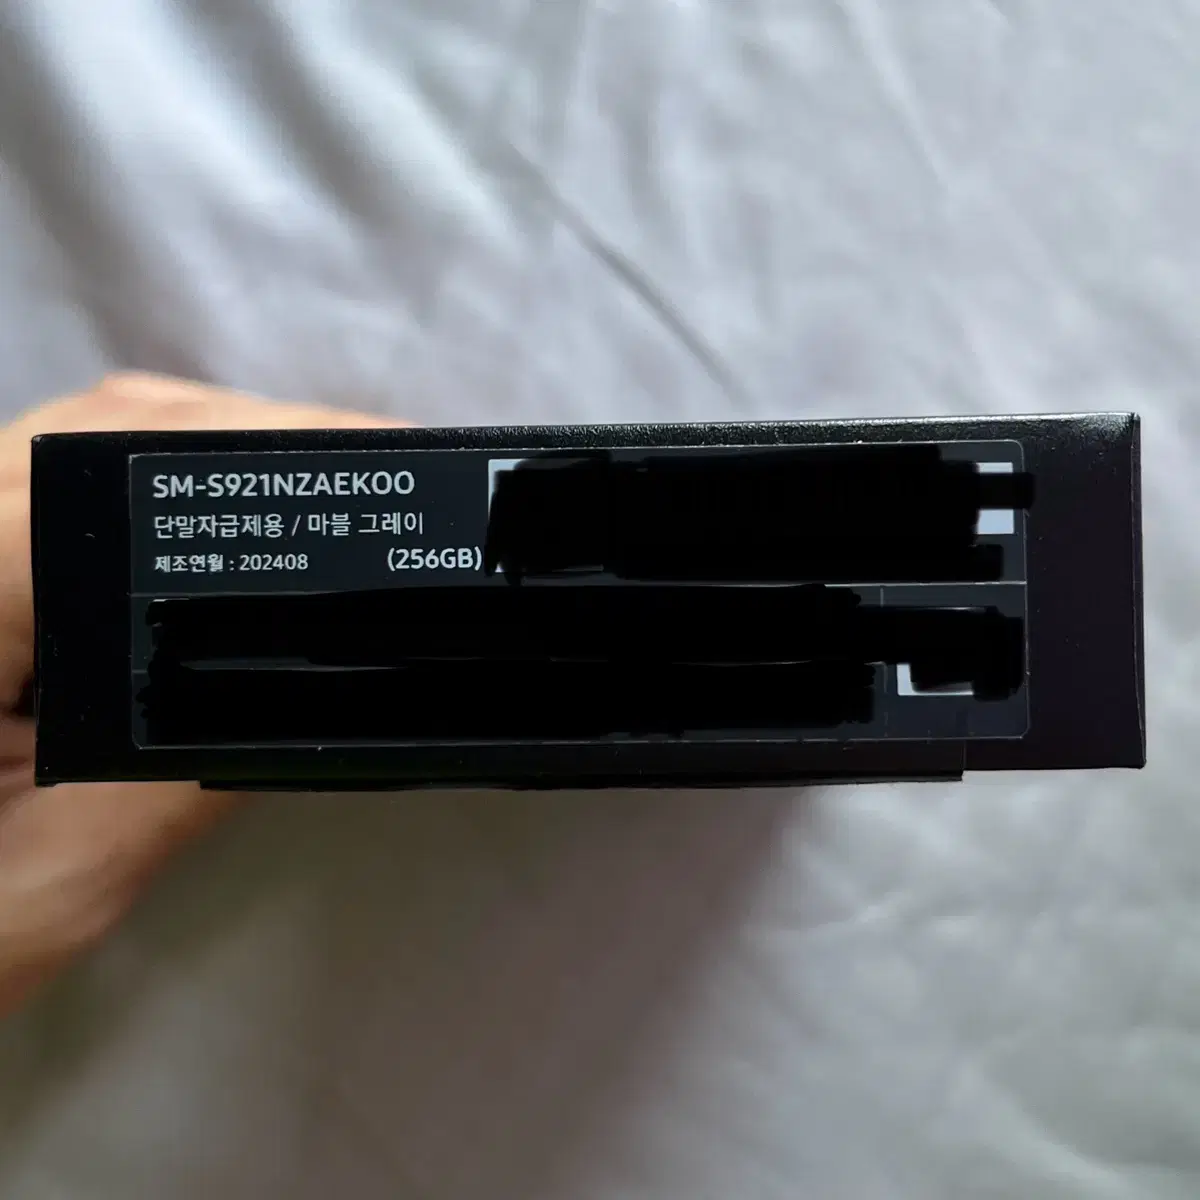 SM-S921NZAEKOO
단말자급제용 / 마블 그레이
제조연월 : 202408 (256GB)